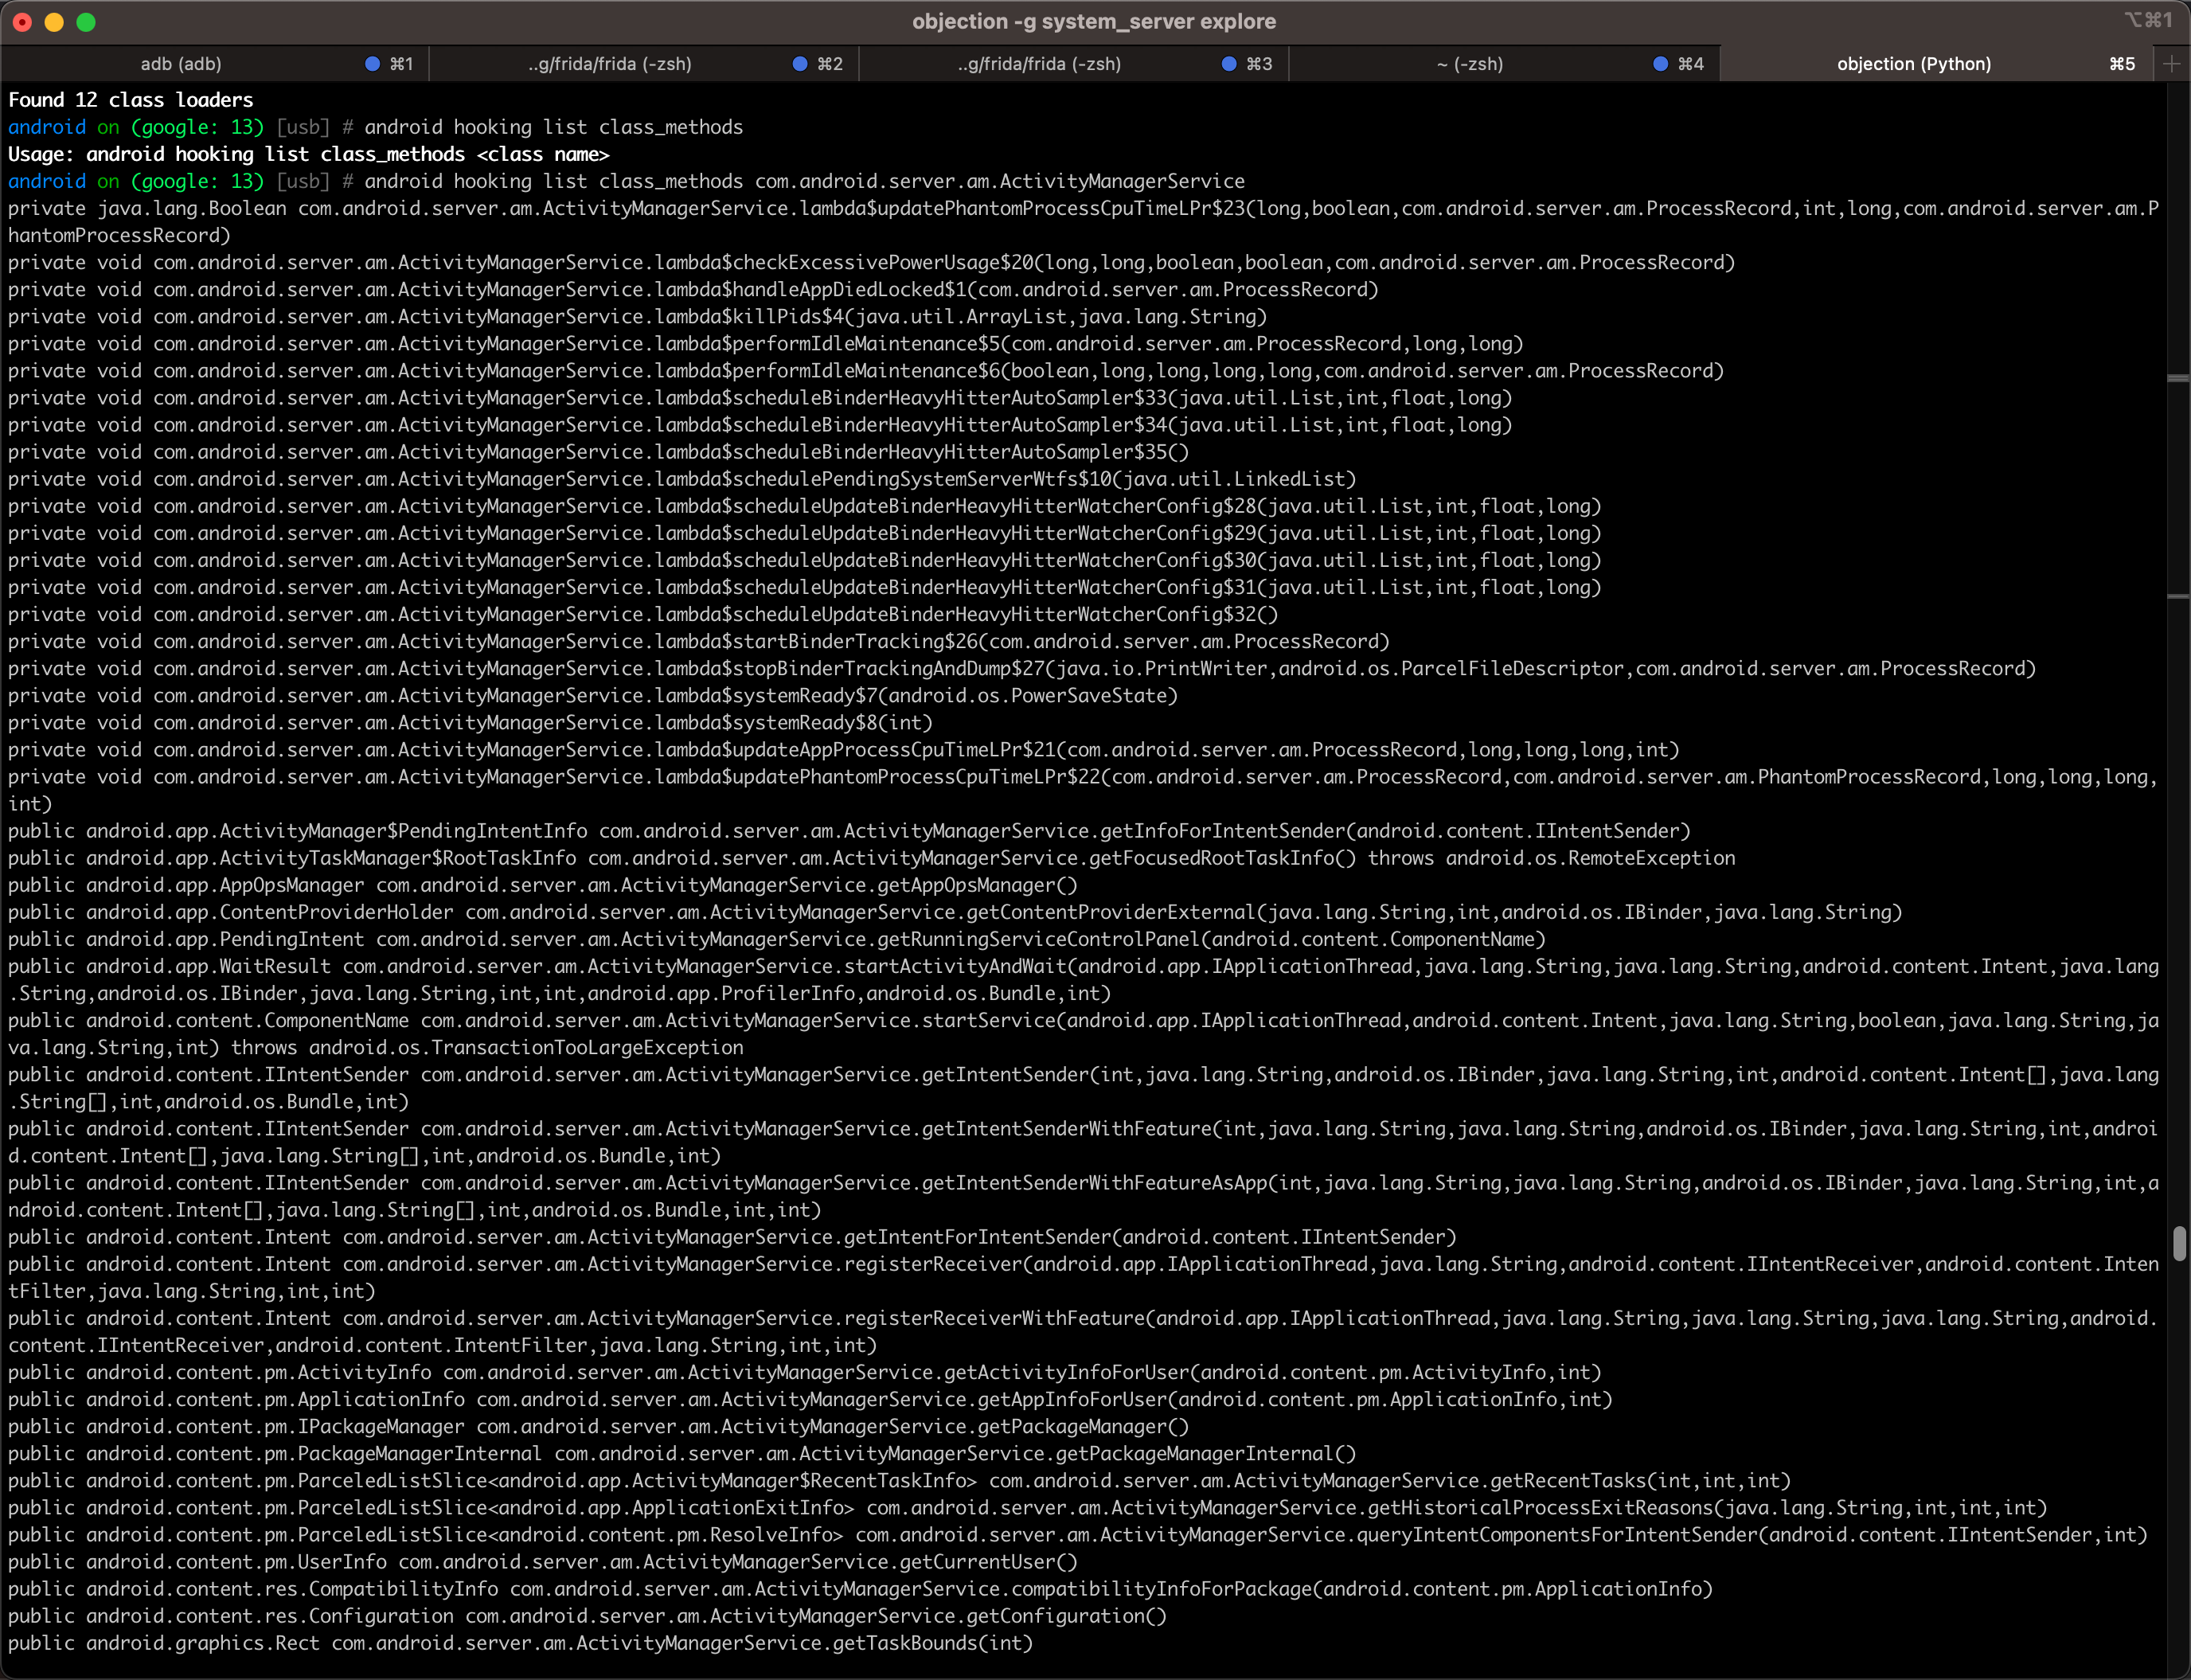 objection -g system_server explore
⌥⌘1
adb (adb) ⌘1 ..g/frida/frida (-zsh) ⌘2 ..g/frida/frida (-zsh) ⌘3 ~ (-zsh) ⌘4 objection (Python) ⌘5 +
Found 12 class loaders
android on (google: 13) [usb] # android hooking list class_methods
Usage: android hooking list class_methods <class name>
android on (google: 13) [usb] # android hooking list class_methods com.android.server.am.ActivityManagerService
private java.lang.Boolean com.android.server.am.ActivityManagerService.lambda$updatePhantomProcessCpuTimeLPr$23(long,boolean,com.android.server.am.ProcessRecord,int,long,com.android.server.am.P
hantomProcessRecord)
private void com.android.server.am.ActivityManagerService.lambda$checkExcessivePowerUsage$20(long,long,boolean,boolean,com.android.server.am.ProcessRecord)
private void com.android.server.am.ActivityManagerService.lambda$handleAppDiedLocked$1(com.android.server.am.ProcessRecord)
private void com.android.server.am.ActivityManagerService.lambda$killPids$4(java.util.ArrayList,java.lang.String)
private void com.android.server.am.ActivityManagerService.lambda$performIdleMaintenance$5(com.android.server.am.ProcessRecord,long,long)
private void com.android.server.am.ActivityManagerService.lambda$performIdleMaintenance$6(boolean,long,long,long,long,com.android.server.am.ProcessRecord)
private void com.android.server.am.ActivityManagerService.lambda$scheduleBinderHeavyHitterAutoSampler$33(java.util.List,int,float,long)
private void com.android.server.am.ActivityManagerService.lambda$scheduleBinderHeavyHitterAutoSampler$34(java.util.List,int,float,long)
private void com.android.server.am.ActivityManagerService.lambda$scheduleBinderHeavyHitterAutoSampler$35()
private void com.android.server.am.ActivityManagerService.lambda$schedulePendingSystemServerWtfs$10(java.util.LinkedList)
private void com.android.server.am.ActivityManagerService.lambda$scheduleUpdateBinderHeavyHitterWatcherConfig$28(java.util.List,int,float,long)
private void com.android.server.am.ActivityManagerService.lambda$scheduleUpdateBinderHeavyHitterWatcherConfig$29(java.util.List,int,float,long)
private void com.android.server.am.ActivityManagerService.lambda$scheduleUpdateBinderHeavyHitterWatcherConfig$30(java.util.List,int,float,long)
private void com.android.server.am.ActivityManagerService.lambda$scheduleUpdateBinderHeavyHitterWatcherConfig$31(java.util.List,int,float,long)
private void com.android.server.am.ActivityManagerService.lambda$scheduleUpdateBinderHeavyHitterWatcherConfig$32()
private void com.android.server.am.ActivityManagerService.lambda$startBinderTracking$26(com.android.server.am.ProcessRecord)
private void com.android.server.am.ActivityManagerService.lambda$stopBinderTrackingAndDump$27(java.io.PrintWriter,android.os.ParcelFileDescriptor,com.android.server.am.ProcessRecord)
private void com.android.server.am.ActivityManagerService.lambda$systemReady$7(android.os.PowerSaveState)
private void com.android.server.am.ActivityManagerService.lambda$systemReady$8(int)
private void com.android.server.am.ActivityManagerService.lambda$updateAppProcessCpuTimeLPr$21(com.android.server.am.ProcessRecord,long,long,long,int)
private void com.android.server.am.ActivityManagerService.lambda$updatePhantomProcessCpuTimeLPr$22(com.android.server.am.ProcessRecord,com.android.server.am.PhantomProcessRecord,long,long,long,
int)
public android.app.ActivityManager$PendingIntentInfo com.android.server.am.ActivityManagerService.getInfoForIntentSender(android.content.IIntentSender)
public android.app.ActivityTaskManager$RootTaskInfo com.android.server.am.ActivityManagerService.getFocusedRootTaskInfo() throws android.os.RemoteException
public android.app.AppOpsManager com.android.server.am.ActivityManagerService.getAppOpsManager()
public android.app.ContentProviderHolder com.android.server.am.ActivityManagerService.getContentProviderExternal(java.lang.String,int,android.os.IBinder,java.lang.String)
public android.app.PendingIntent com.android.server.am.ActivityManagerService.getRunningServiceControlPanel(android.content.ComponentName)
public android.app.WaitResult com.android.server.am.ActivityManagerService.startActivityAndWait(android.app.IApplicationThread,java.lang.String,java.lang.String,android.content.Intent,java.lang
.String,android.os.IBinder,java.lang.String,int,int,android.app.ProfilerInfo,android.os.Bundle,int)
public android.content.ComponentName com.android.server.am.ActivityManagerService.startService(android.app.IApplicationThread,android.content.Intent,java.lang.String,boolean,java.lang.String,ja
va.lang.String,int) throws android.os.TransactionTooLargeException
public android.content.IIntentSender com.android.server.am.ActivityManagerService.getIntentSender(int,java.lang.String,android.os.IBinder,java.lang.String,int,android.content.Intent[],java.lang
.String[],int,android.os.Bundle,int)
public android.content.IIntentSender com.android.server.am.ActivityManagerService.getIntentSenderWithFeature(int,java.lang.String,java.lang.String,android.os.IBinder,java.lang.String,int,androi
d.content.Intent[],java.lang.String[],int,android.os.Bundle,int)
public android.content.IIntentSender com.android.server.am.ActivityManagerService.getIntentSenderWithFeatureAsApp(int,java.lang.String,java.lang.String,android.os.IBinder,java.lang.String,int,a
ndroid.content.Intent[],java.lang.String[],int,android.os.Bundle,int,int)
public android.content.Intent com.android.server.am.ActivityManagerService.getIntentForIntentSender(android.content.IIntentSender)
public android.content.Intent com.android.server.am.ActivityManagerService.registerReceiver(android.app.IApplicationThread,java.lang.String,android.content.IIntentReceiver,android.content.Inten
tFilter,java.lang.String,int,int)
public android.content.Intent com.android.server.am.ActivityManagerService.registerReceiverWithFeature(android.app.IApplicationThread,java.lang.String,java.lang.String,java.lang.String,android.
content.IIntentReceiver,android.content.IntentFilter,java.lang.String,int,int)
public android.content.pm.ActivityInfo com.android.server.am.ActivityManagerService.getActivityInfoForUser(android.content.pm.ActivityInfo,int)
public android.content.pm.ApplicationInfo com.android.server.am.ActivityManagerService.getAppInfoForUser(android.content.pm.ApplicationInfo,int)
public android.content.pm.IPackageManager com.android.server.am.ActivityManagerService.getPackageManager()
public android.content.pm.PackageManagerInternal com.android.server.am.ActivityManagerService.getPackageManagerInternal()
public android.content.pm.ParceledListSlice<android.app.ActivityManager$RecentTaskInfo> com.android.server.am.ActivityManagerService.getRecentTasks(int,int,int)
public android.content.pm.ParceledListSlice<android.app.ApplicationExitInfo> com.android.server.am.ActivityManagerService.getHistoricalProcessExitReasons(java.lang.String,int,int,int)
public android.content.pm.ParceledListSlice<android.content.pm.ResolveInfo> com.android.server.am.ActivityManagerService.queryIntentComponentsForIntentSender(android.content.IIntentSender,int)
public android.content.pm.UserInfo com.android.server.am.ActivityManagerService.getCurrentUser()
public android.content.res.CompatibilityInfo com.android.server.am.ActivityManagerService.compatibilityInfoForPackage(android.content.pm.ApplicationInfo)
public android.content.res.Configuration com.android.server.am.ActivityManagerService.getConfiguration()
public android.graphics.Rect com.android.server.am.ActivityManagerService.getTaskBounds(int)